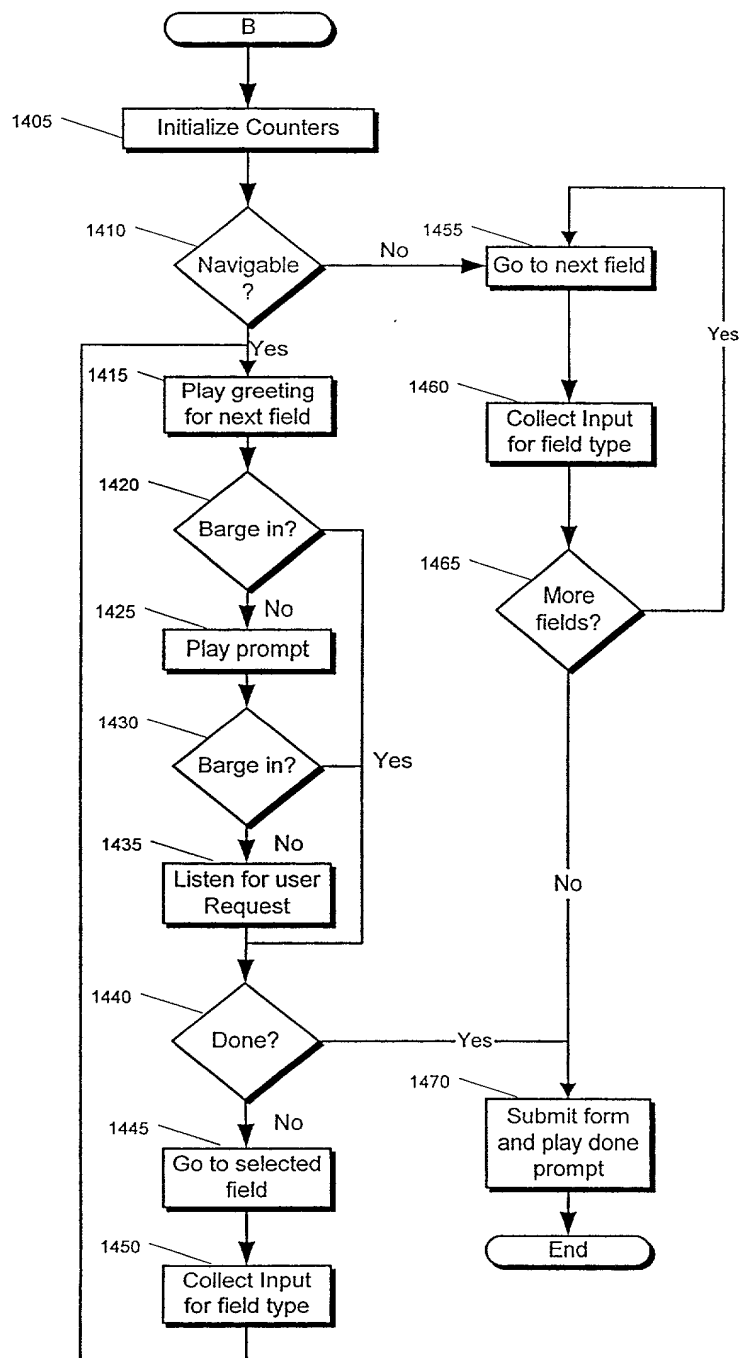 B
1405
Initialize Counters
1410
Navigable
?
No
1455
Go to next field
Yes
Yes
1415
Play greeting
for next field
1460
Collect Input
for field type
1420
Barge in?
1465
More
fields?
No
1425
Play prompt
1430
Barge in?
Yes
No
1435
Listen for user
Request
No
1440
Done?
Yes
1470
Submit form
and play done
prompt
No
1445
Go to selected
field
End
1450
Collect Input
for field type